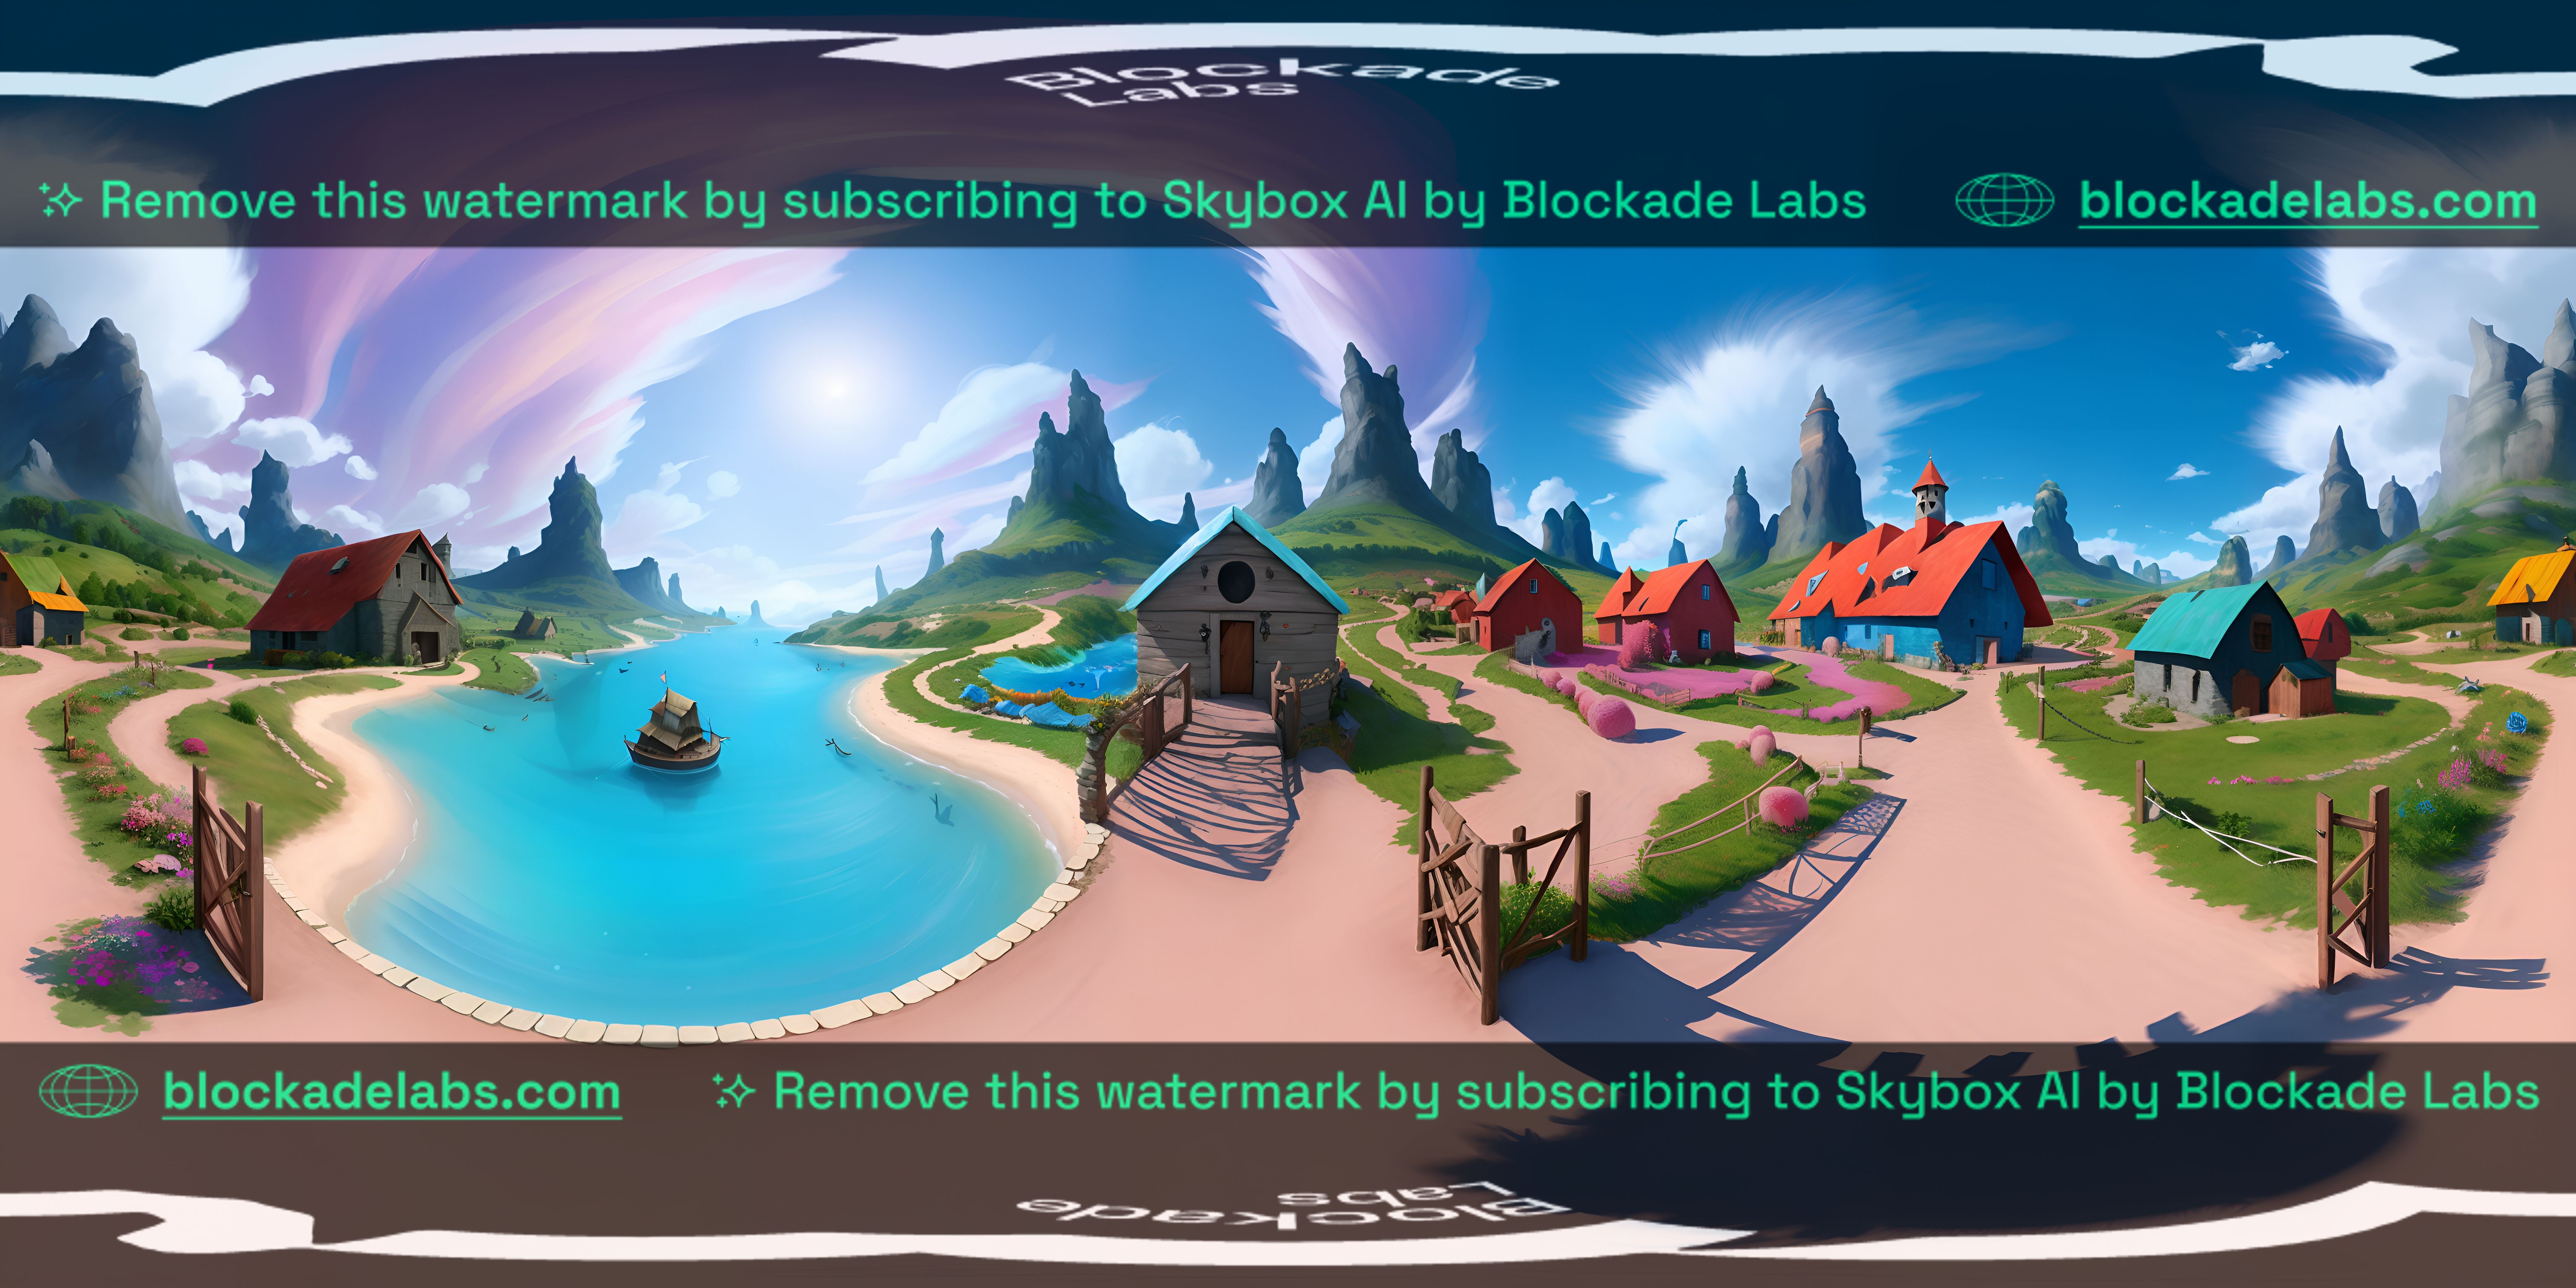 Blockade
Labs
Remove this watermark by subscribing to Skybox AI by Blockade Labs
blockadelabs.com
blockadelabs.com
Remove this watermark by subscribing to Skybox AI by Blockade Labs
Labs
Blockade